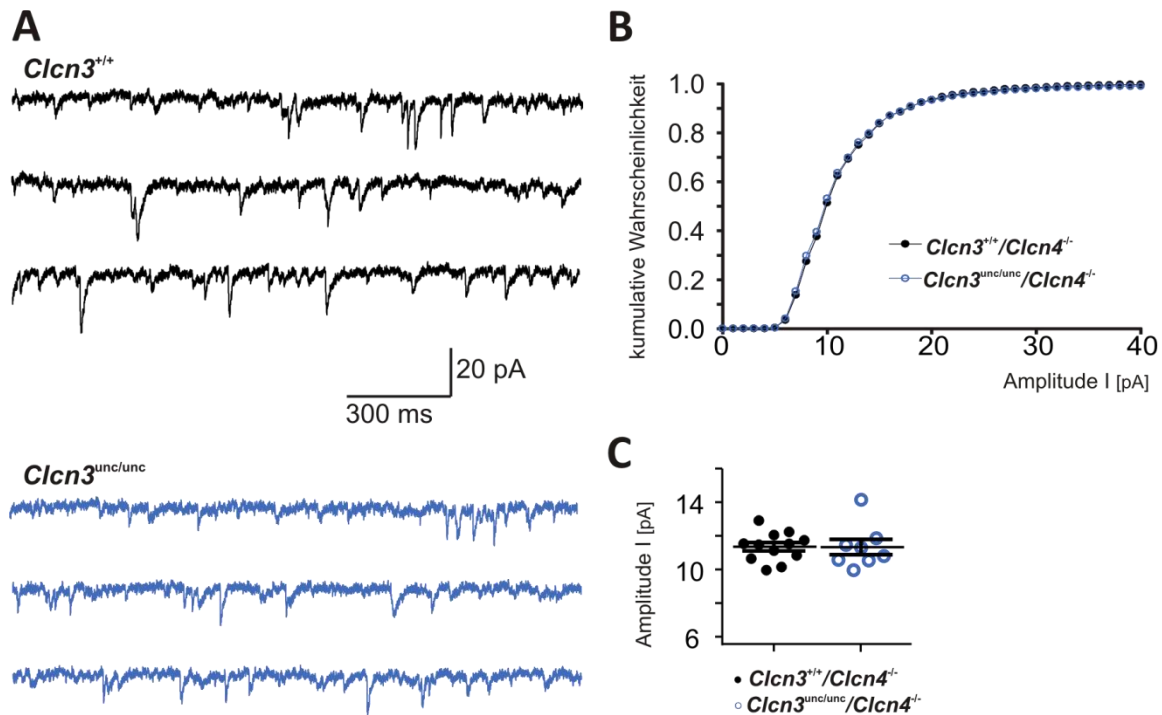 A
Clcn3+/+
20 pA
300 ms
Clcn3unc/unc
B
kumulative Wahrscheinlichkeit
1.0
0.8
0.6
0.4
0.2
0.0
0 10 20 30 40
Amplitude I [pA]
Clcn3+/+/Clcn4-/-
Clcn3unc/unc/Clcn4-/-
C
Amplitude I [pA]
14
10
6
Clcn3+/+/Clcn4-/-
Clcn3unc/unc/Clcn4-/-